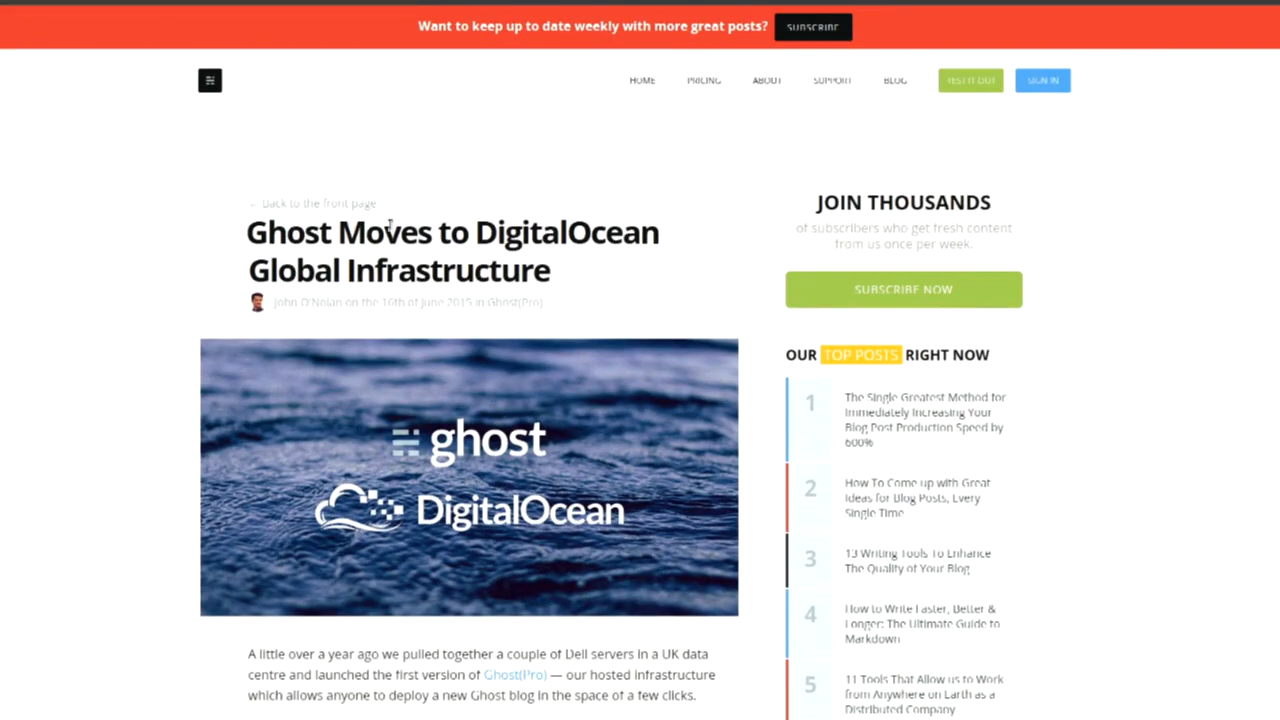 Want to keep up to date weekly with more great posts? SUBSCRIBE
HOME PRICING ABOUT SUPPORT BLOG TEST IT OUT SIGN IN
← Back to the front page
Ghost Moves to DigitalOcean
Global Infrastructure
John O'Nolan on the 16th of June 2015 in Ghost(Pro)
ghost
DigitalOcean
A little over a year ago we pulled together a couple of Dell servers in a UK data
centre and launched the first version of Ghost(Pro) — our hosted infrastructure
which allows anyone to deploy a new Ghost blog in the space of a few clicks.
JOIN THOUSANDS
of subscribers who get fresh content
from us once per week.
SUBSCRIBE NOW
OUR TOP POSTS RIGHT NOW
1 The Single Greatest Method for
Immediately Increasing Your
Blog Post Production Speed by
600%
2 How To Come up with Great
Ideas for Blog Posts, Every
Single Time
3 13 Writing Tools To Enhance
The Quality of Your Blog
4 How to Write Faster, Better &
Longer: The Ultimate Guide to
Markdown
5 11 Tools That Allow us to Work
from Anywhere on Earth as a
Distributed Company